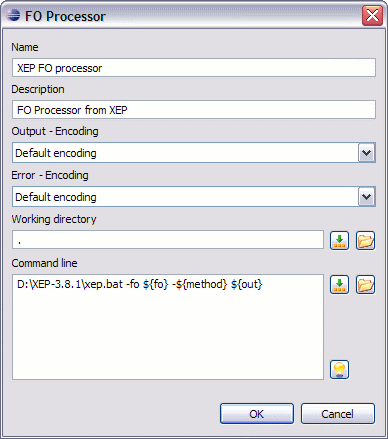 FO Processor
Name
XEP FO processor
Description
FO Processor from XEP
Output - Encoding
Default encoding
Error - Encoding
Default encoding
Working directory
.
Command line
D:\XEP-3.8.1\xep.bat -fo ${fo} -${method} ${out}
OK
Cancel